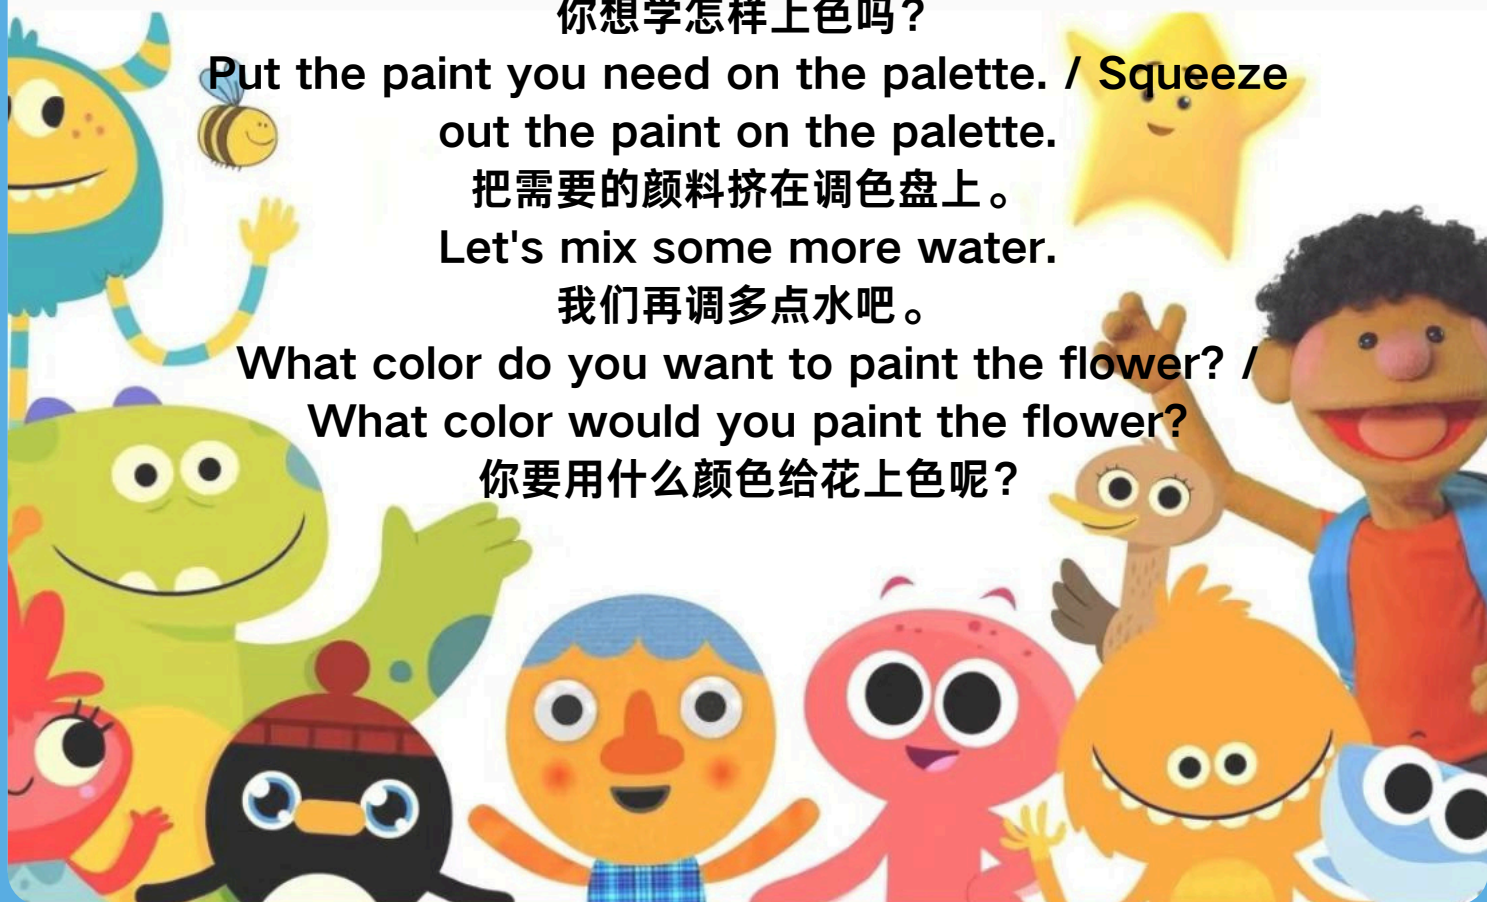 你想学怎样上色吗？
Put the paint you need on the palette. / Squeeze
out the paint on the palette.
把需要的颜料挤在调色盘上。
Let's mix some more water.
我们再调多点水吧。
What color do you want to paint the flower? /
What color would you paint the flower?
你要用什么颜色给花上色呢？